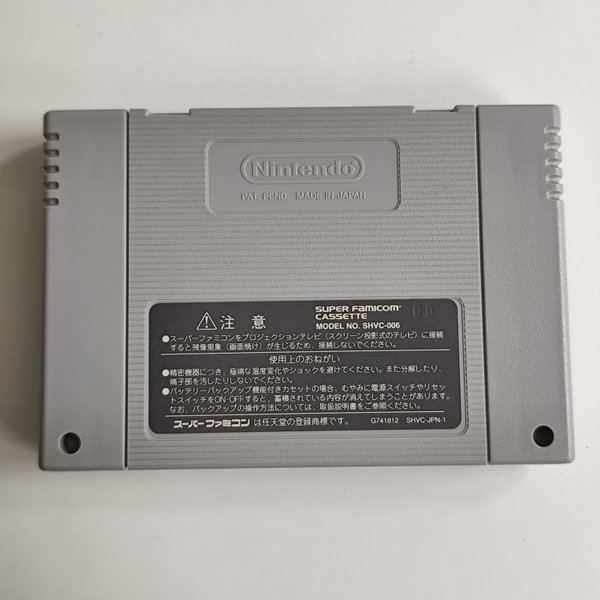 Nintendo®
PAT. PEND. MADE IN JAPAN
⚠注 意
SUPER FAMICOM™
CASSETTE
MODEL NO. SHVC-006
●スーパーファミコンをプロジェクションテレビ(スクリーン投影式のテレビ)に接続
すると残像現象(画面焼け)が生じるため、接続しないでください。
使用上のおねがい
●精密機器につき、極端な温度変化やショックを避けてください。また分解したり、
端子部を汚したりしないでください。
●バッテリーバックアップ機能付きカセットの場合、むやみに電源スイッチやリセッ
トスイッチをON・OFFすると、蓄積されている内容が消えてしまうことがあります。
なお、バックアップの操作方法については、取扱説明書をご参照ください。
スーパーファミコンは任天堂の登録商標です。 G741812 SHVC-JPN-1